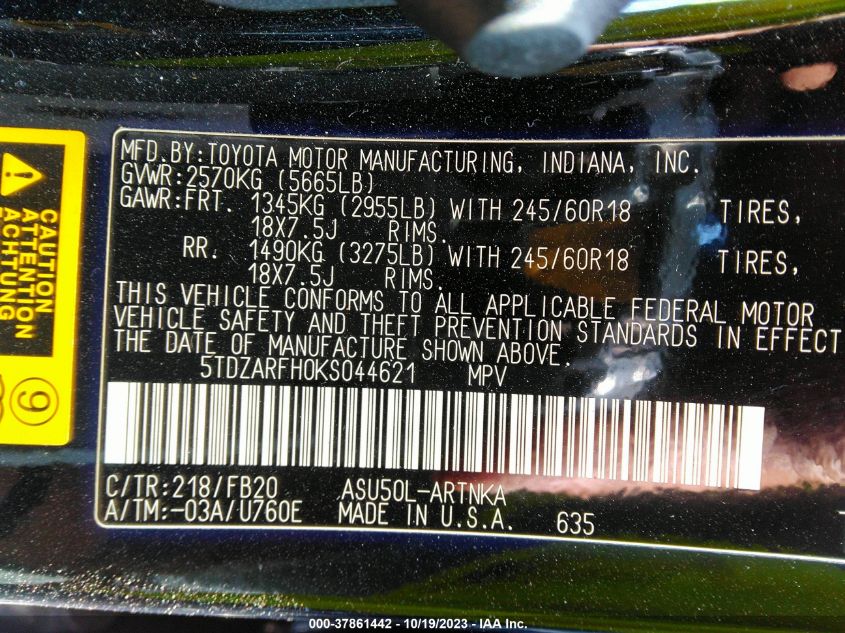 CAUTION
ATTENTION
ACHTUNG
9
MFD.BY:TOYOTA MOTOR MANUFACTURING, INDIANA, INC.
GVWR:2570KG (5665LB)
GAWR:FRT. 1345KG (2955LB) WITH 245/60R18 TIRES,
18X7.5J RIMS.
RR. 1490KG (3275LB) WITH 245/60R18 TIRES,
18X7.5J RIMS.
THIS VEHICLE CONFORMS TO ALL APPLICABLE FEDERAL MOTOR
VEHICLE SAFETY AND THEFT PREVENTION STANDARDS IN EFFECT
THE DATE OF MANUFACTURE SHOWN ABOVE.
5TDZARFH0KS044621 MPV
C/TR:218/FB20 ASU50L-ARTNKA
A/TM:-03A/U760E MADE IN U.S.A. 635
000-37861442 - 10/19/2023 - IAA Inc.